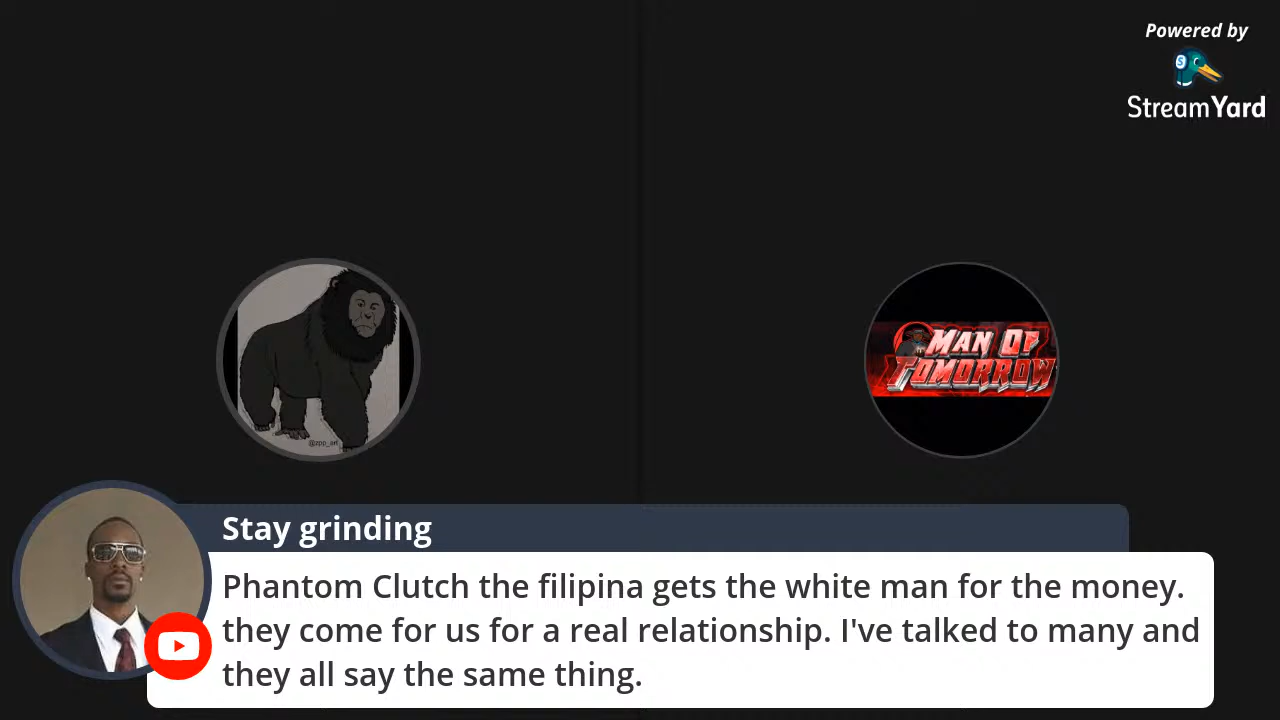 Powered by
S
StreamYard
MAN OF
TOMORROW
@zpp_art
Stay grinding
Phantom Clutch the filipina gets the white man for the money.
they come for us for a real relationship. I've talked to many and
they all say the same thing.